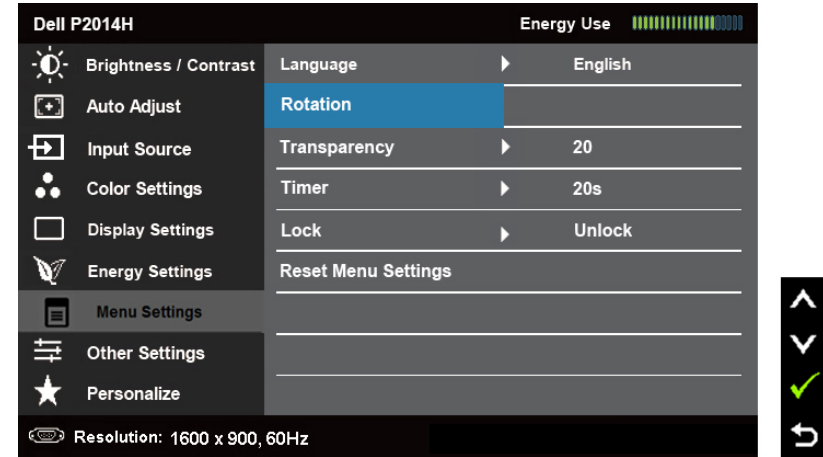 Dell P2014H Energy Use
Brightness / Contrast Language English
Auto Adjust Rotation
Input Source Transparency 20
Color Settings Timer 20s
Display Settings Lock Unlock
Energy Settings Reset Menu Settings
Menu Settings
Other Settings
Personalize
Resolution: 1600 x 900, 60Hz